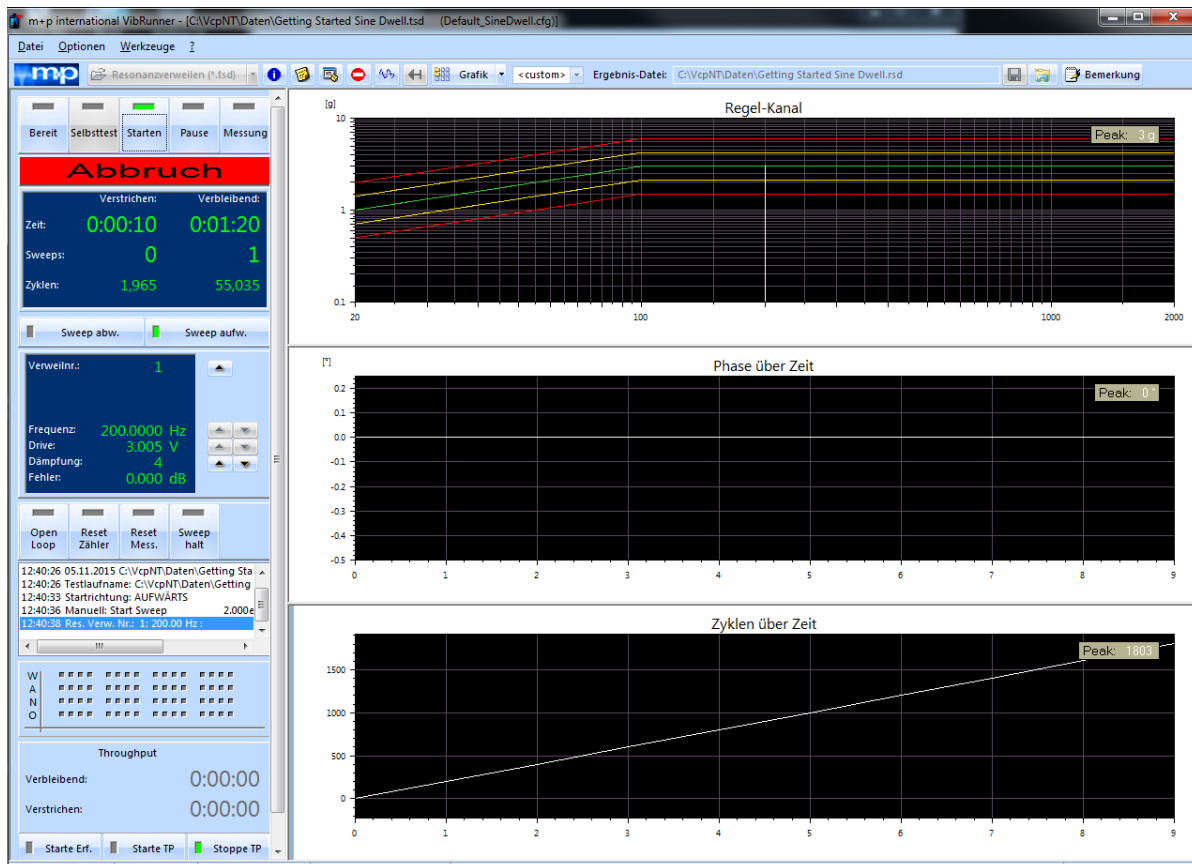 m+p international VibRunner - [C:\VcpNT\Daten\Getting Started Sine Dwell.tsd (Default_SineDwell.cfg)]
Datei Optionen Werkzeuge ?
mp Resonanzverweilen (*.tsd) Grafik <custom> Ergebnis-Datei: C:\VcpNT\Daten\Getting Started Sine Dwell.rsd Bemerkung
Bereit Selbsttest Starten Pause Messung
Abbruch
Verstrichen: Verbleibend:
Zeit: 0:00:10 0:01:20
Sweeps: 0 1
Zyklen: 1,965 55,035
Sweep abw. Sweep aufw.
Verweilnr.: 1
Frequenz: 200.0000 Hz
Drive: 3.005 V
Dämpfung: 4
Fehler: 0.000 dB
Open Loop Reset Zähler Reset Mess. Sweep halt
12:40:26 05.11.2015 C:\VcpNT\Daten\Getting Sta
12:40:26 Testlaufname: C:\VcpNT\Daten\Getting
12:40:33 Startrichtung: AUFWÄRTS
12:40:36 Manuell: Start Sweep 2.000e
12:40:38 Res. Verw. Nr.: 1: 200.00 Hz :
W
A
N
O
Throughput
Verbleibend: 0:00:00
Verstrichen: 0:00:00
Starte Erf. Starte TP Stoppe TP
[g] Regel-Kanal
Peak: 3 g
10
1
0.1
20 100 1000 2000
[°] Phase über Zeit
Peak: 0 °
0.2
0.1
0.0
-0.1
-0.2
-0.3
-0.4
-0.5
0 1 2 3 4 5 6 7 8 9
Zyklen über Zeit
Peak: 1803
1500
1000
500
0
0 1 2 3 4 5 6 7 8 9